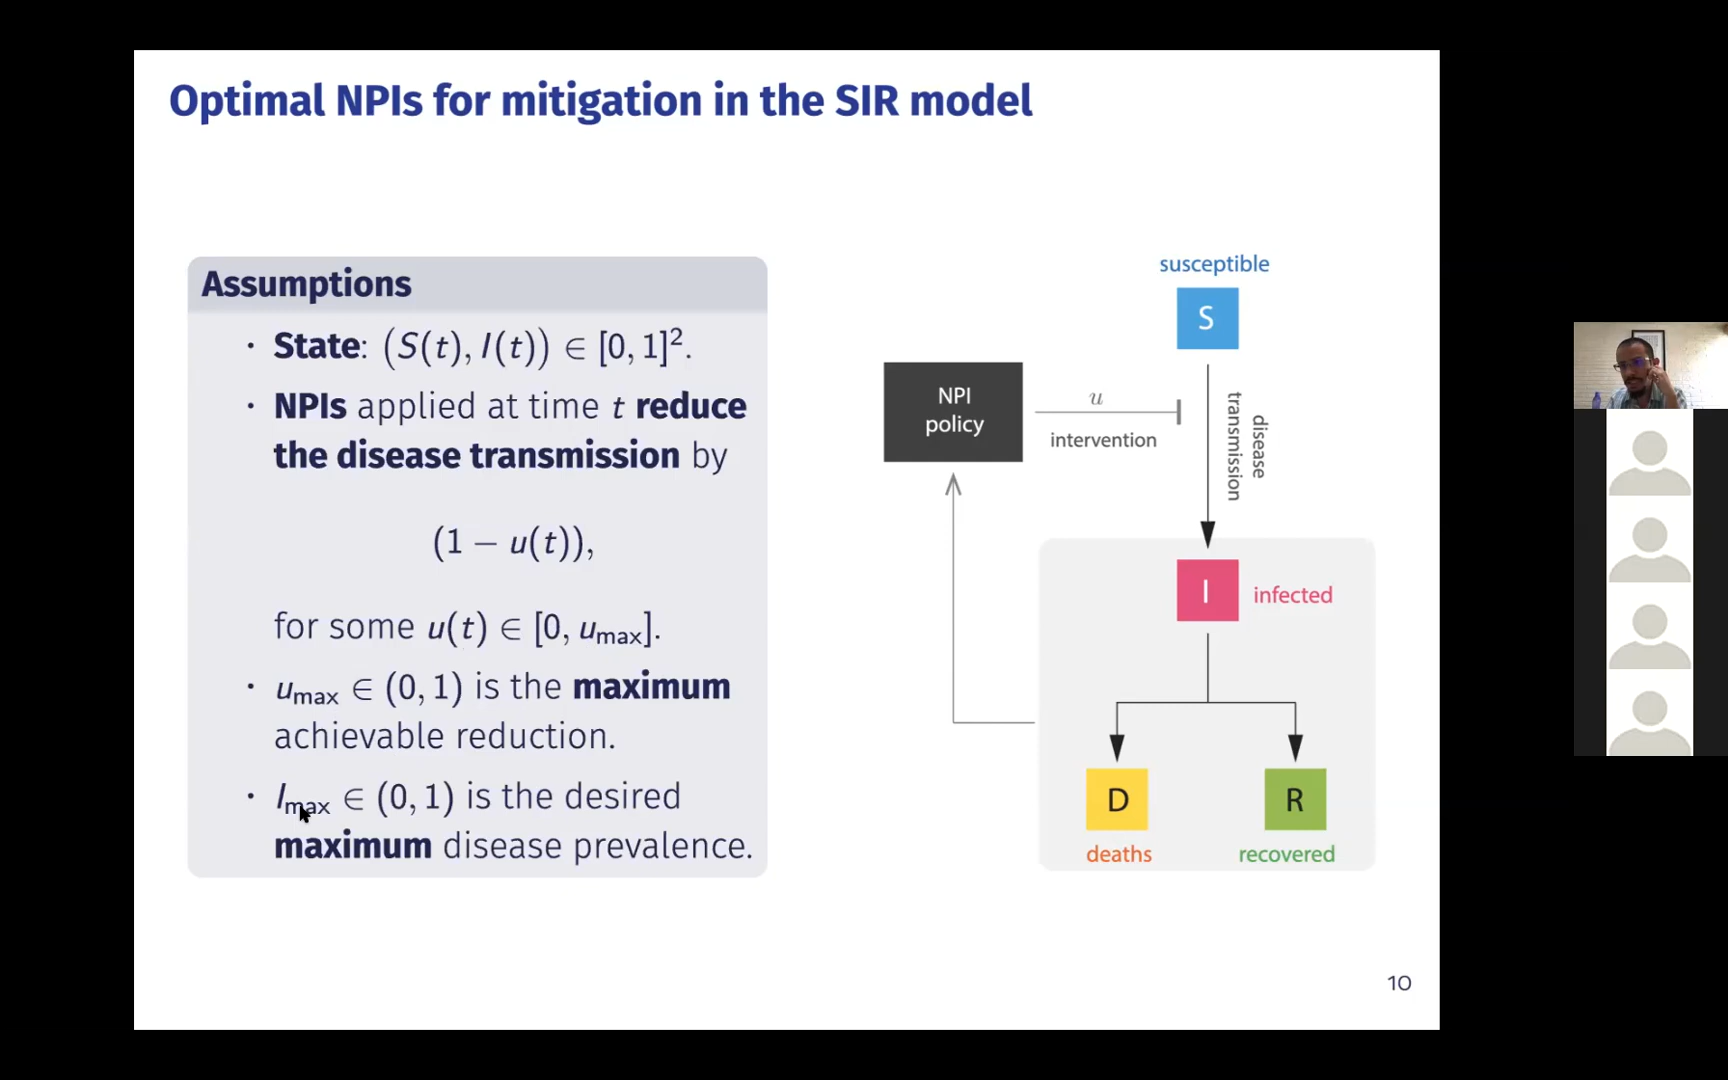 Optimal NPIs for mitigation in the SIR model
Assumptions
· State: (S(t), I(t)) ∈ [0, 1]².
· NPIs applied at time t reduce
the disease transmission by
(1 − u(t)),
for some u(t) ∈ [0, u_max].
· u_max ∈ (0, 1) is the maximum
achievable reduction.
· I_max ∈ (0, 1) is the desired
maximum disease prevalence.
susceptible
S
NPI
policy
u
intervention
disease
transmission
I
infected
D
R
deaths
recovered
10